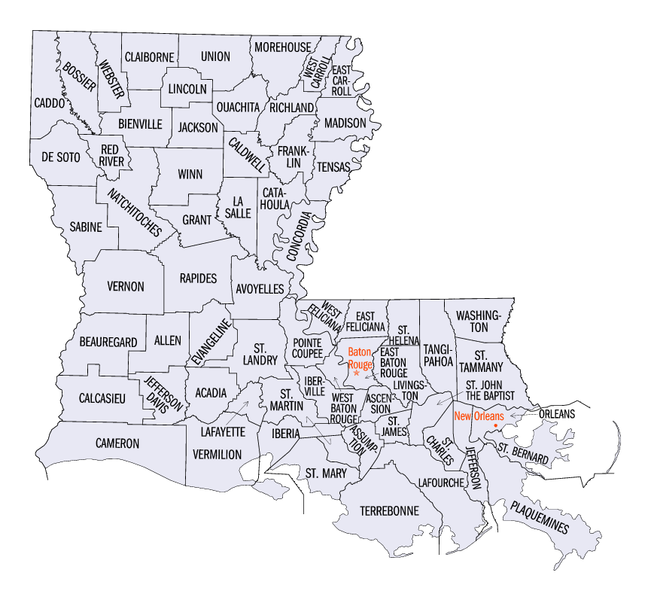 MOREHOUSE
CLAIBORNE
UNION
WEST
CARROLL
EAST
CAR-
ROLL
BOSSIER
WEBSTER
LINCOLN
CADDO
OUACHITA
RICHLAND
BIENVILLE
JACKSON
MADISON
DE SOTO
RED
RIVER
CALDWELL
FRANK-
LIN
TENSAS
WINN
NATCHITOCHES
LA
SALLE
CATA-
HOULA
CONCORDIA
SABINE
GRANT
VERNON
RAPIDES
AVOYELLES
WEST
FELICIANA
EAST
FELICIANA
ST.
HELENA
WASHING-
TON
BEAUREGARD
ALLEN
EVANGELINE
ST.
LANDRY
POINTE
COUPEE
Baton
Rouge
EAST
BATON
ROUGE
TANGI-
PAHOA
ST.
TAMMANY
CALCASIEU
JEFFERSON
DAVIS
ACADIA
ST.
MARTIN
IBER-
VILLE
WEST
BATON
ROUGE
LIVINGS-
TON
ASCEN-
SION
ST. JOHN
THE BAPTIST
New Orleans
ORLEANS
CAMERON
LAFAYETTE
VERMILION
IBERIA
ASSUMP-
TION
ST.
JAMES
ST.
CHARLES
JEFFERSON
ST. BERNARD
ST. MARY
LAFOURCHE
TERREBONNE
PLAQUEMINES